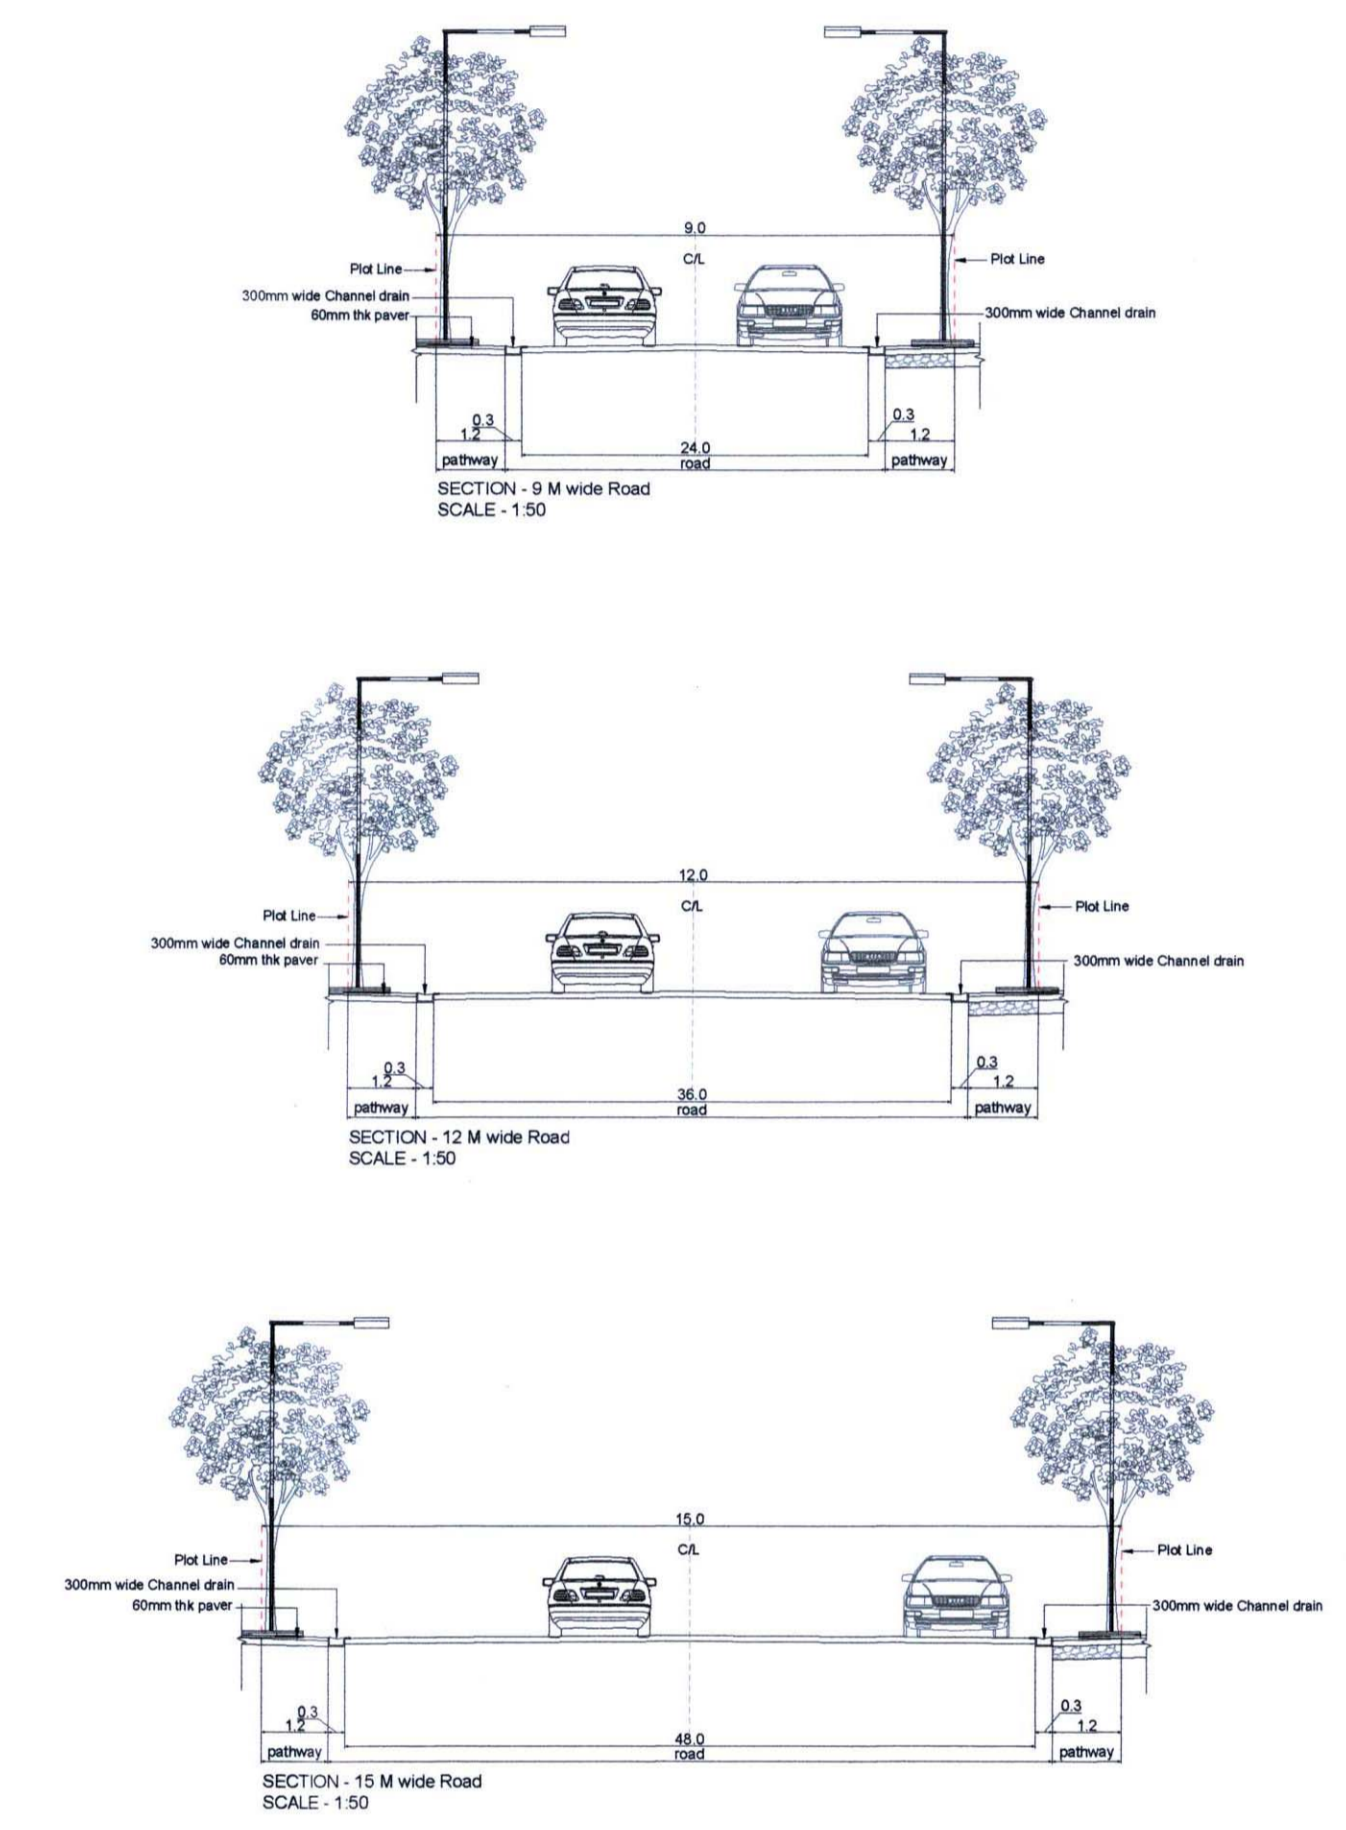 9.0
C/L
Plot Line
Plot Line
300mm wide Channel drain
60mm thk paver
300mm wide Channel drain
0.3
1.2
0.3
1.2
24.0
pathway
road
pathway
SECTION - 9 M wide Road
SCALE - 1:50
12.0
C/L
Plot Line
Plot Line
300mm wide Channel drain
60mm thk paver
300mm wide Channel drain
0.3
1.2
0.3
1.2
36.0
pathway
road
pathway
SECTION - 12 M wide Road
SCALE - 1:50
15.0
C/L
Plot Line
Plot Line
300mm wide Channel drain
60mm thk paver
300mm wide Channel drain
0.3
1.2
0.3
1.2
48.0
pathway
road
pathway
SECTION - 15 M wide Road
SCALE - 1:50